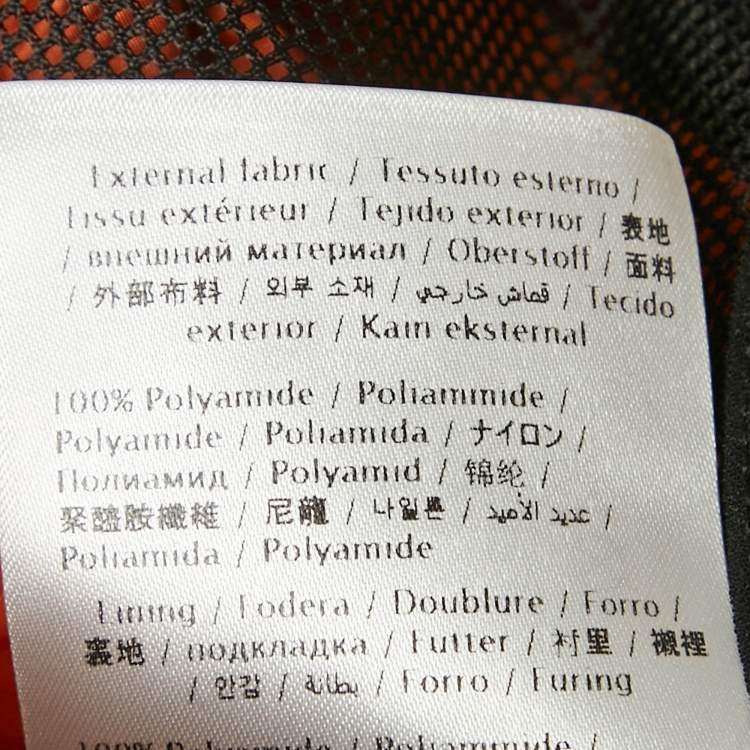 External fabric / Tessuto esterno /
Tissu extérieur / Tejido exterior / 表地
/ внешний материал / Oberstoff / 面料
/ 外部布料 / 외부 소재 / قماش خارجي / Tecido
exterior / Kain eksternal
100% Polyamide / Poliammide /
Polyamide / Poliamida / ナイロン /
Полиамид / Polyamid / 锦纶 /
聚醯胺纖維 / 尼龍 / 나일론 / عديد الأميد /
Poliamida / Polyamide
Lining / Fodera / Doublure / Forro /
裏地 / подкладка / Futter / 衬里 / 襯裡
/ 안감 / بطانة / Forro / Furing
100% Polyamide / Poliammide /